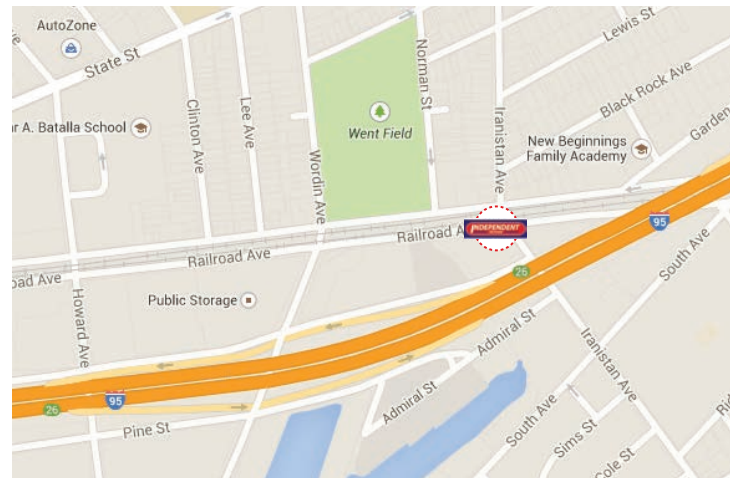 AutoZone
State St
Lewis St
Norman St
Black Rock Ave
Clinton Ave
Lee Ave
Iranistan Ave
Went Field
Garden
r A. Batalla School
New Beginnings
Family Academy
Wordin Ave
INDEPENDENT
Railroad A
95
Railroad Ave
oad Ave
South Ave
26
Public Storage
Howard Ave
Admiral St
Iranistan Ave
95
26
Admiral St
Pine St
South Ave
Sims St
Cole St